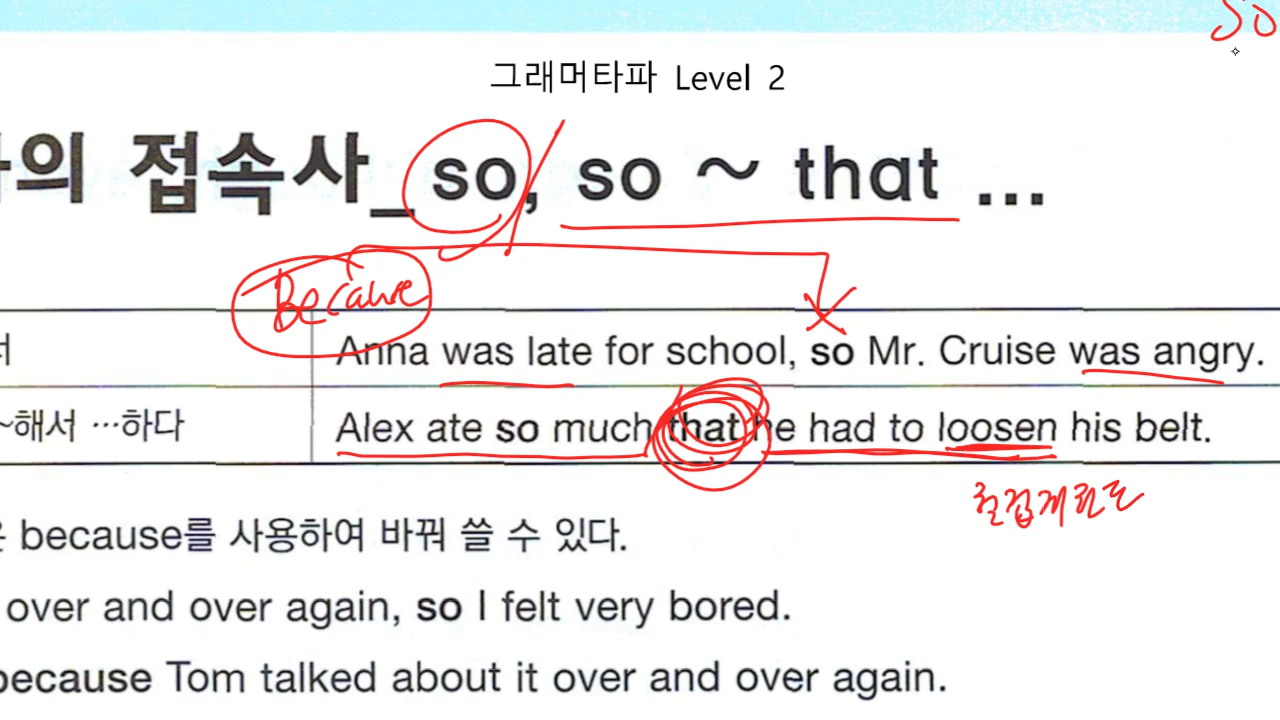 so
그래머타파 Level 2
의 접속사_ so, so ~ that ...
Because
서
Anna was late for school, so Mr. Cruise was angry.
~해서 …하다
Alex ate so much that he had to loosen his belt.
은 because를 사용하여 바꿔 쓸 수 있다.
over and over again, so I felt very bored.
because Tom talked about it over and over again.